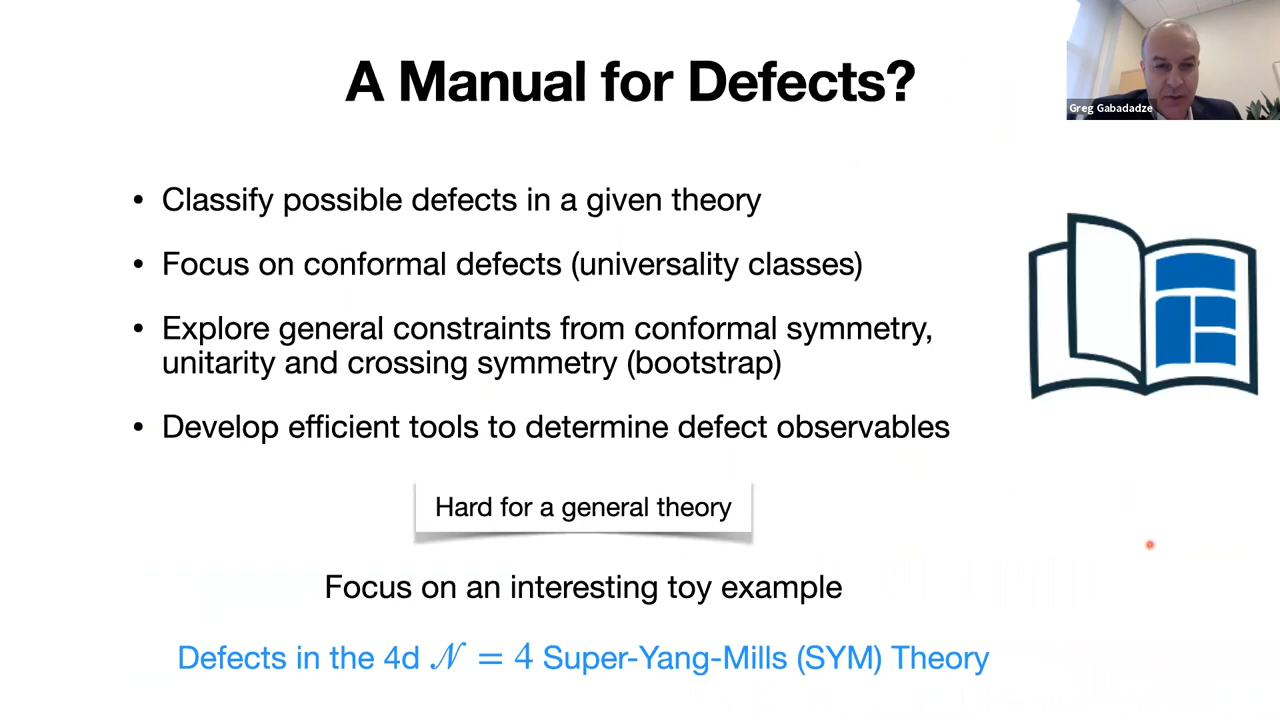 A Manual for Defects?
Greg Gabadadze
• Classify possible defects in a given theory
• Focus on conformal defects (universality classes)
• Explore general constraints from conformal symmetry,
unitarity and crossing symmetry (bootstrap)
• Develop efficient tools to determine defect observables
Hard for a general theory
Focus on an interesting toy example
Defects in the 4d 𝒩 = 4 Super-Yang-Mills (SYM) Theory